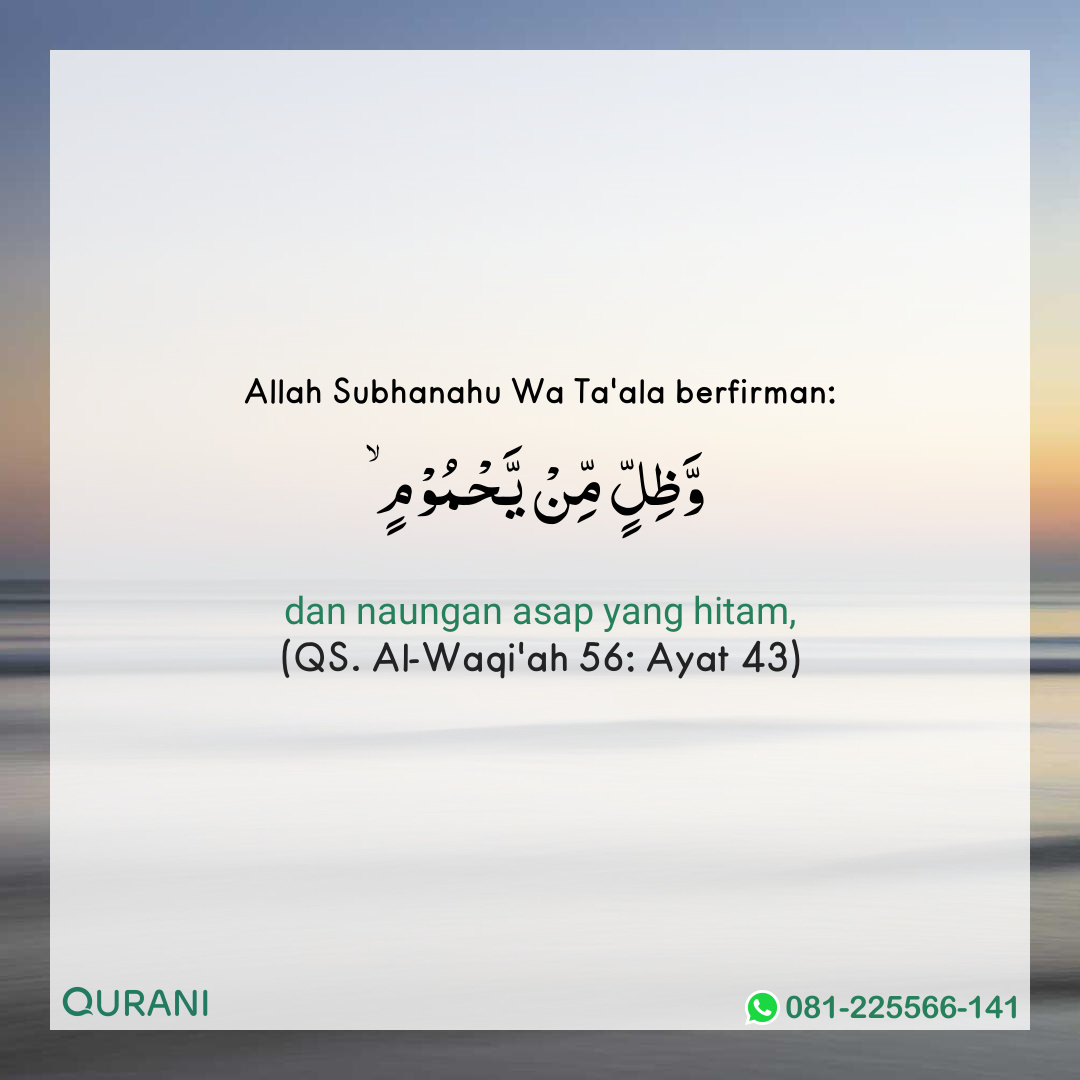 Allah Subhanahu Wa Ta'ala berfirman:
وَّظِلٍّ مِّنْ يَّحْمُوْمٍ ۙ
dan naungan asap yang hitam,
(QS. Al-Waqi'ah 56: Ayat 43)
QURANI
081-225566-141